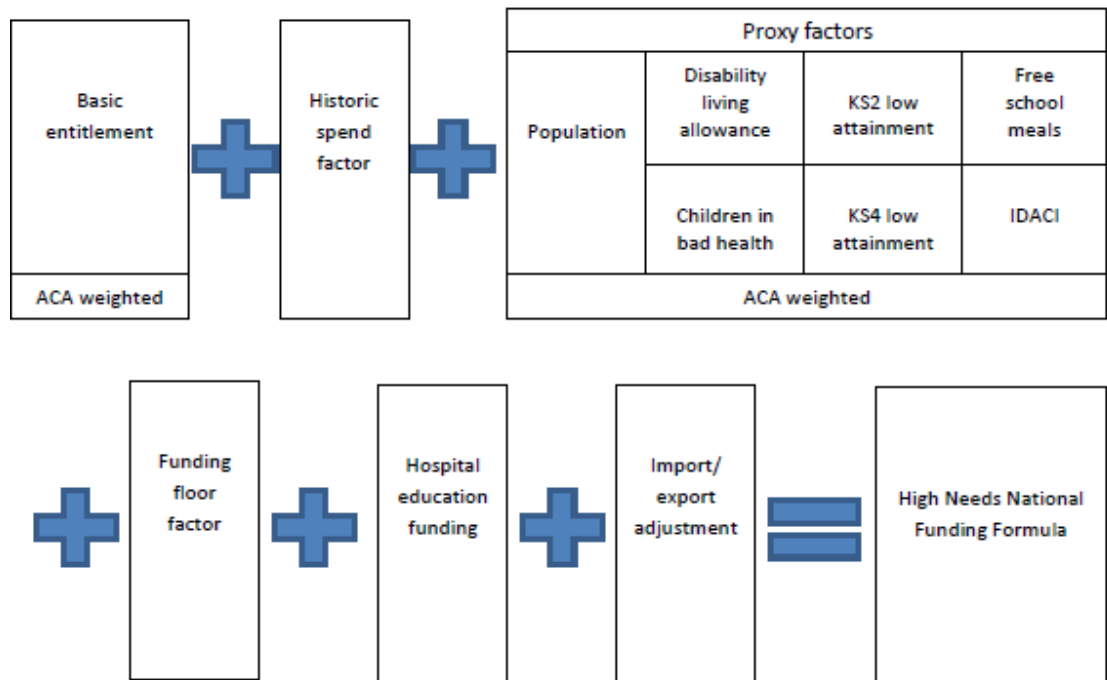 Basic
entitlement
ACA weighted
Historic
spend
factor
Proxy factors
Population
Disability
living
allowance
KS2 low
attainment
Free
school
meals
Children in
bad health
KS4 low
attainment
IDACI
ACA weighted
Funding
floor
factor
Hospital
education
funding
Import/
export
adjustment
High Needs National
Funding Formula